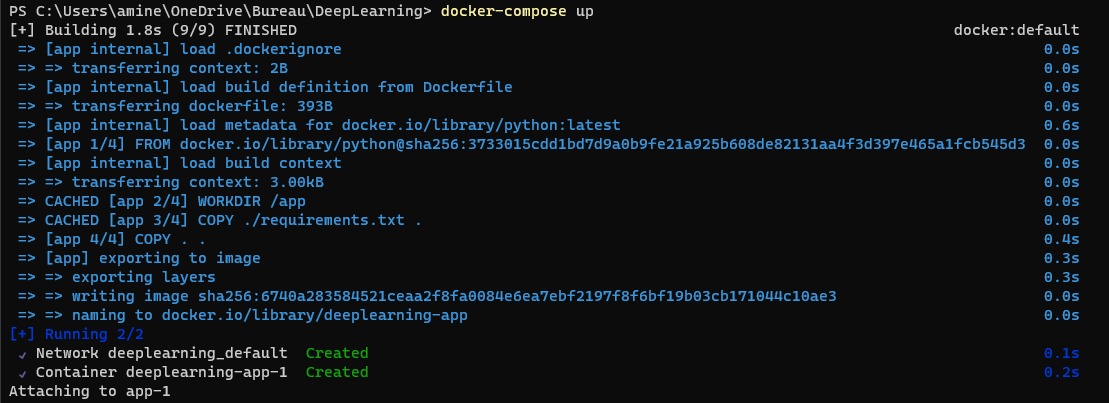 PS C:\Users\amine\OneDrive\Bureau\DeepLearning> docker-compose up
[+] Building 1.8s (9/9) FINISHED docker:default
=> [app internal] load .dockerignore 0.0s
=> => transferring context: 2B 0.0s
=> [app internal] load build definition from Dockerfile 0.0s
=> => transferring dockerfile: 393B 0.0s
=> [app internal] load metadata for docker.io/library/python:latest 0.6s
=> [app 1/4] FROM docker.io/library/python@sha256:3733015cdd1bd7d9a0b9fe21a925b608de82131aa4f3d397e465a1fcb545d3 0.0s
=> [app internal] load build context 0.0s
=> => transferring context: 3.00kB 0.0s
=> CACHED [app 2/4] WORKDIR /app 0.0s
=> CACHED [app 3/4] COPY ./requirements.txt . 0.0s
=> [app 4/4] COPY . . 0.4s
=> [app] exporting to image 0.3s
=> => exporting layers 0.3s
=> => writing image sha256:6740a283584521ceaa2f8fa0084e6ea7ebf2197f8f6bf19b03cb171044c10ae3 0.0s
=> => naming to docker.io/library/deeplearning-app 0.0s
[+] Running 2/2
✓ Network deeplearning_default Created 0.1s
✓ Container deeplearning-app-1 Created 0.2s
Attaching to app-1